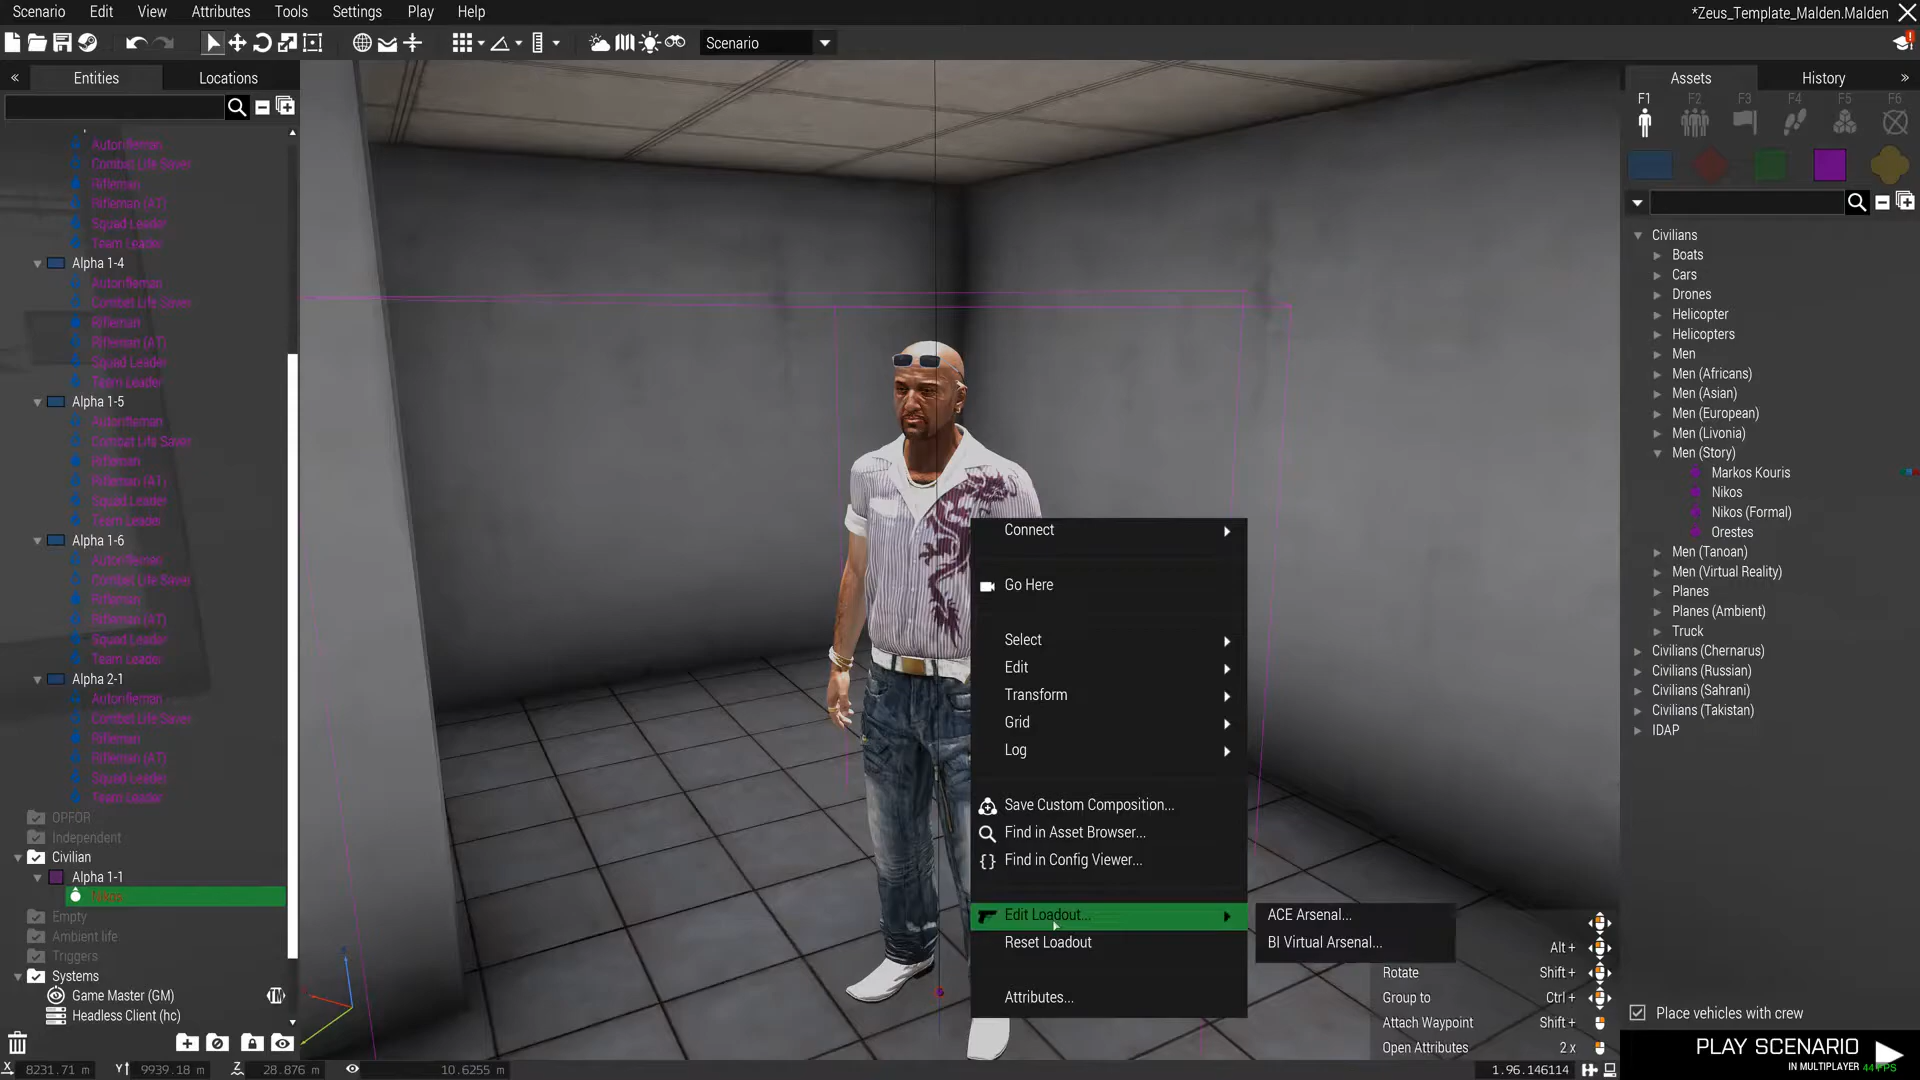 Scenario Edit View Attributes Tools Settings Play Help
*Zeus_Template_Malden.Malden
Scenario
Entities Locations
Autorifleman
Combat Life Saver
Rifleman
Rifleman (AT)
Squad Leader
Team Leader
Alpha 1-4
Autorifleman
Combat Life Saver
Rifleman
Rifleman (AT)
Squad Leader
Team Leader
Alpha 1-5
Autorifleman
Combat Life Saver
Rifleman
Rifleman (AT)
Squad Leader
Team Leader
Alpha 1-6
Autorifleman
Combat Life Saver
Rifleman
Rifleman (AT)
Squad Leader
Team Leader
Alpha 2-1
Autorifleman
Combat Life Saver
Rifleman
Rifleman (AT)
Squad Leader
Team Leader
OPFOR
Independent
Civilian
Alpha 1-1
Empty
Ambient life
Triggers
Systems
Game Master (GM)
Headless Client (hc)
X 8231.71 m Y 9939.18 m Z 28.876 m 10.6255 m
Connect
Go Here
Select
Edit
Transform
Grid
Log
Save Custom Composition...
Find in Asset Browser...
Find in Config Viewer...
Edit Loadout...
Reset Loadout
Attributes...
ACE Arsenal...
BI Virtual Arsenal...
Alt +
Rotate Shift +
Group to Ctrl +
Attach Waypoint Shift +
Open Attributes 2 x
1.96.146114
Assets History
F1 F2 F3 F4 F5 F6
Civilians
Boats
Cars
Drones
Helicopter
Helicopters
Men
Men (Africans)
Men (Asian)
Men (European)
Men (Livonia)
Men (Story)
Markos Kouris
Nikos
Nikos (Formal)
Orestes
Men (Tanoan)
Men (Virtual Reality)
Planes
Planes (Ambient)
Truck
Civilians (Chernarus)
Civilians (Russian)
Civilians (Sahrani)
Civilians (Takistan)
IDAP
Place vehicles with crew
PLAY SCENARIO
IN MULTIPLAYER 44 FPS